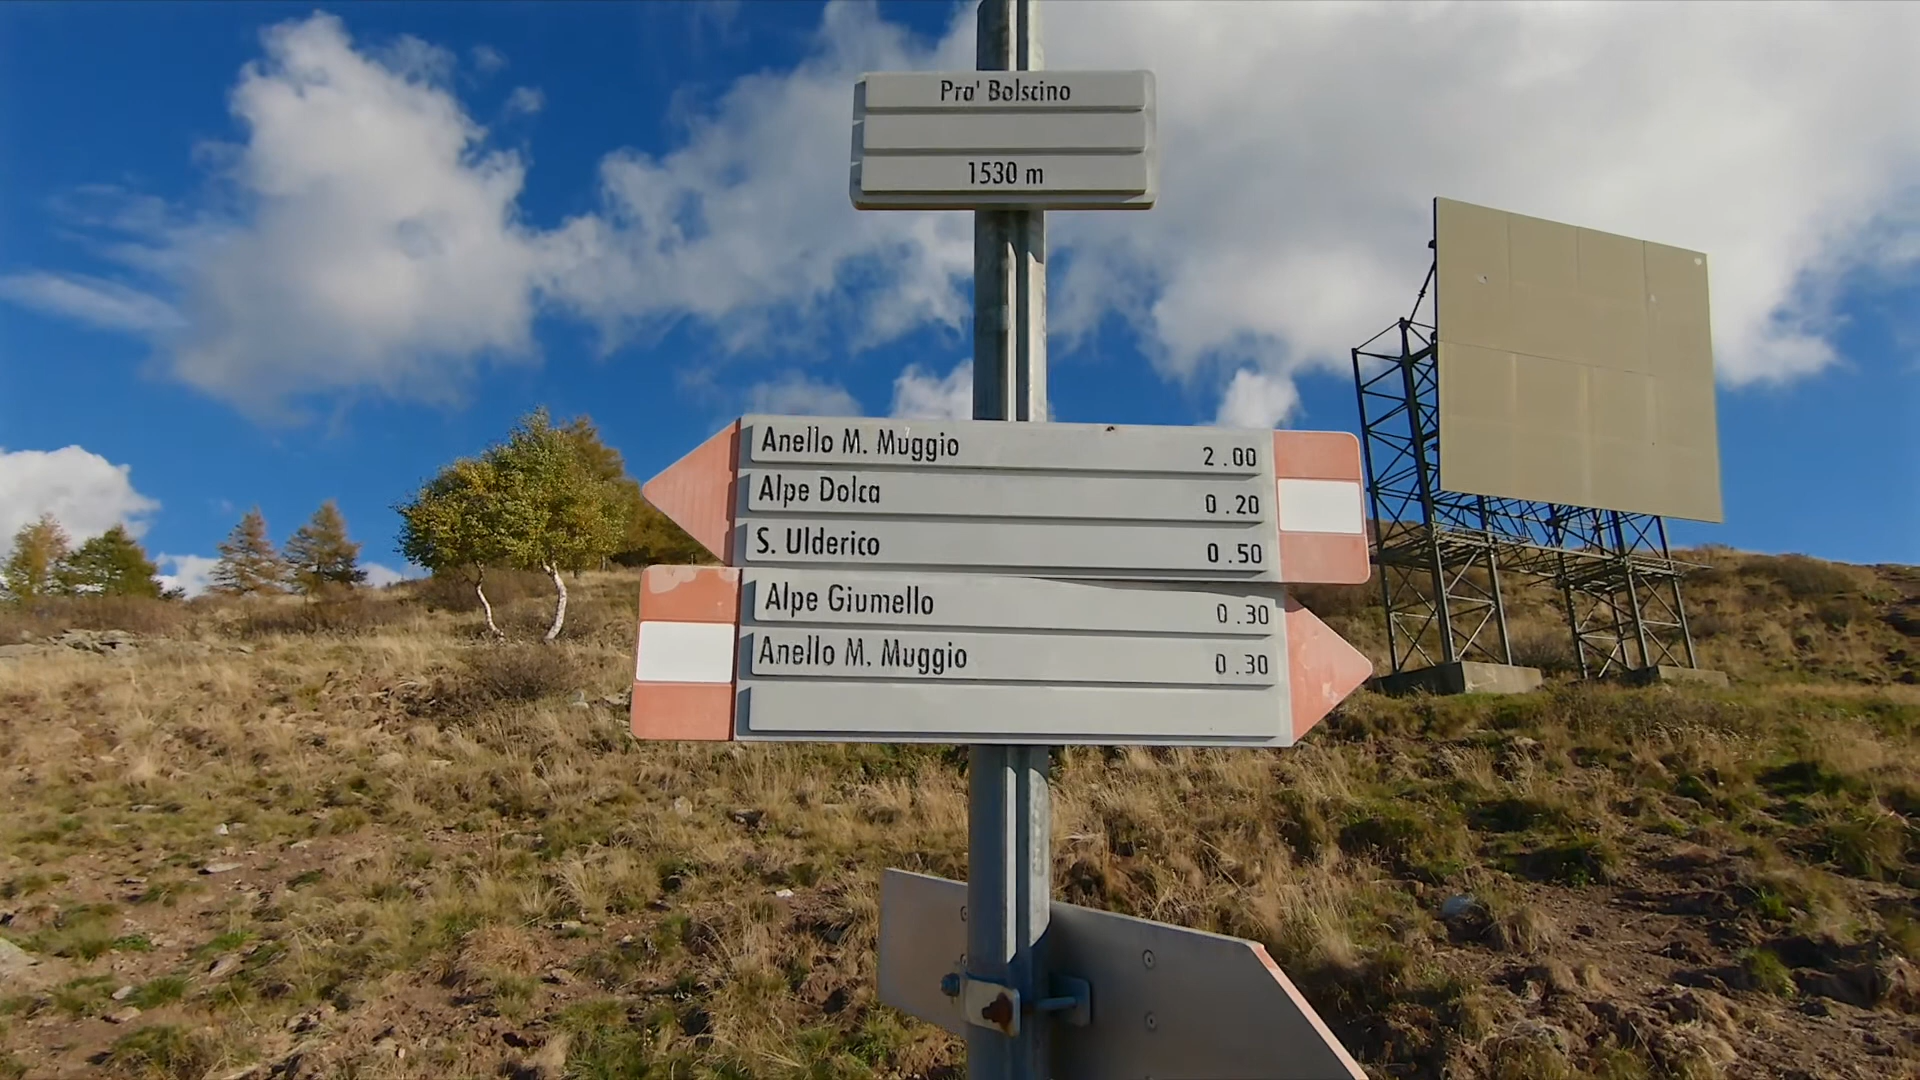 Pra' Bolscino
1530 m
Anello M. Muggio 2.00
Alpe Dolca 0.20
S. Ulderico 0.50
Alpe Giumello 0.30
Anello M. Muggio 0.30